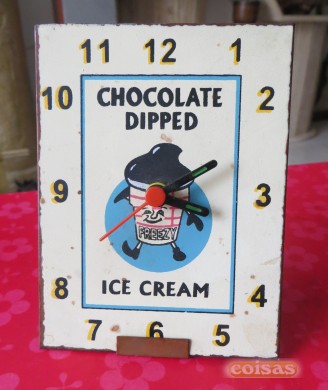 11 12 1
10 2
CHOCOLATE
DIPPED
9 3
FREEZY
8 4
ICE CREAM
7 6 5
coisas